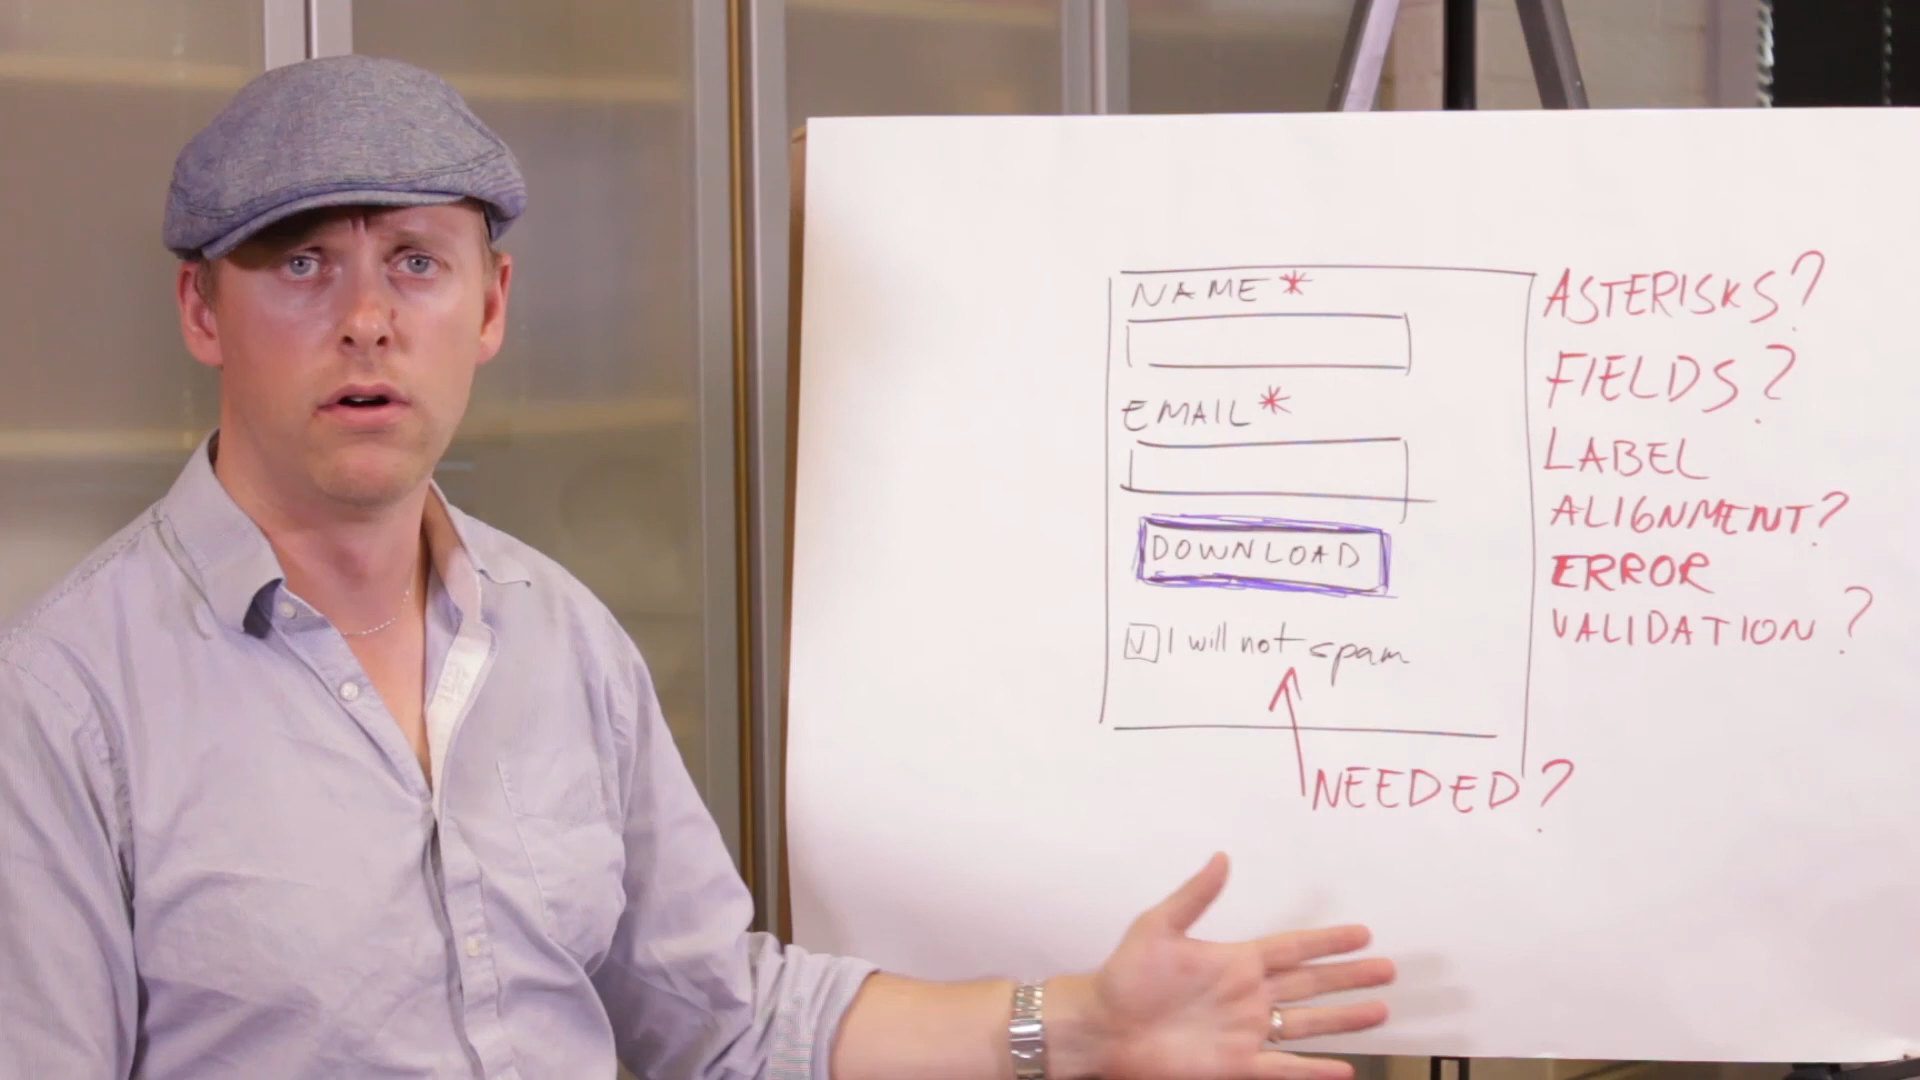 NAME*
EMAIL*
DOWNLOAD
I will not spam
NEEDED?
ASTERISKS?
FIELDS?
LABEL
ALIGNMENT?
ERROR
VALIDATION?